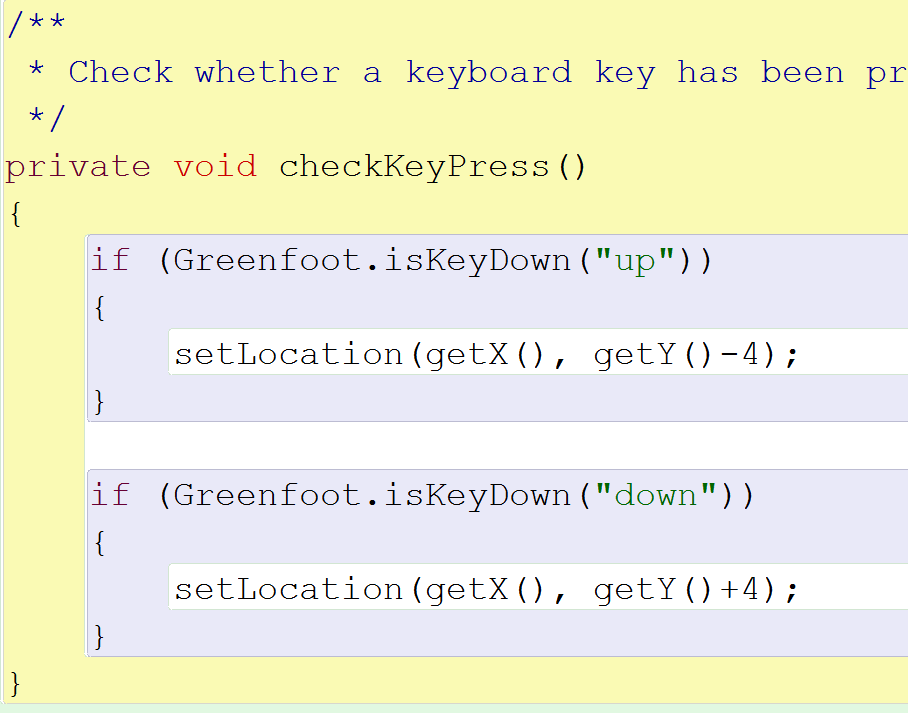 /**
 * Check whether a keyboard key has been
 */
private void checkKeyPress()
{
if (Greenfoot.isKeyDown("up"))
{
setLocation(getX(), getY()-4);
}
if (Greenfoot.isKeyDown("down"))
{
setLocation(getX(), getY()+4);
}
}